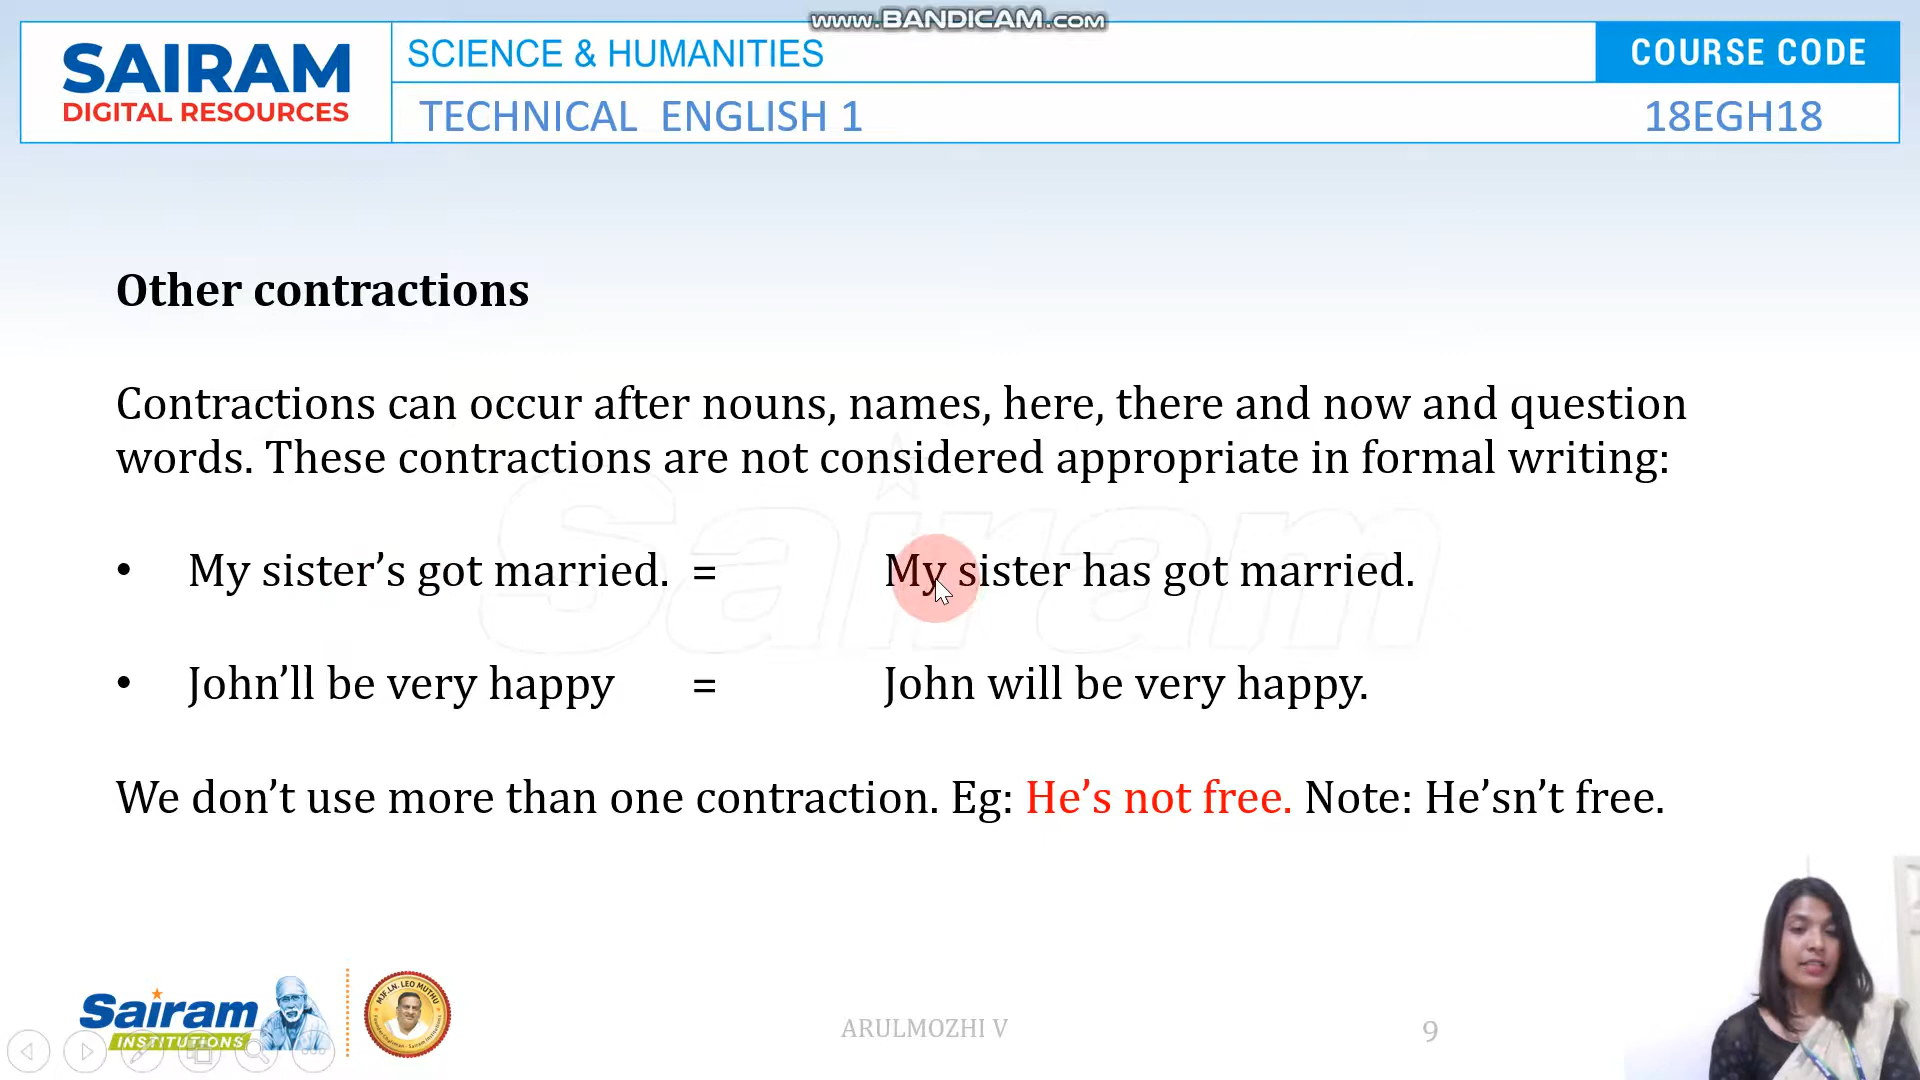 www.BANDICAM.com
SAIRAM
DIGITAL RESOURCES
SCIENCE & HUMANITIES
COURSE CODE
TECHNICAL ENGLISH 1
18EGH18
Other contractions
Contractions can occur after nouns, names, here, there and now and question
words. These contractions are not considered appropriate in formal writing:
• My sister’s got married. = My sister has got married.
• John’ll be very happy = John will be very happy.
We don’t use more than one contraction. Eg: He’s not free. Note: He’sn’t free.
Sairam
Sairam
INSTITUTIONS
MJF.LN. LEO MUTHU
ARULMOZHI V
9